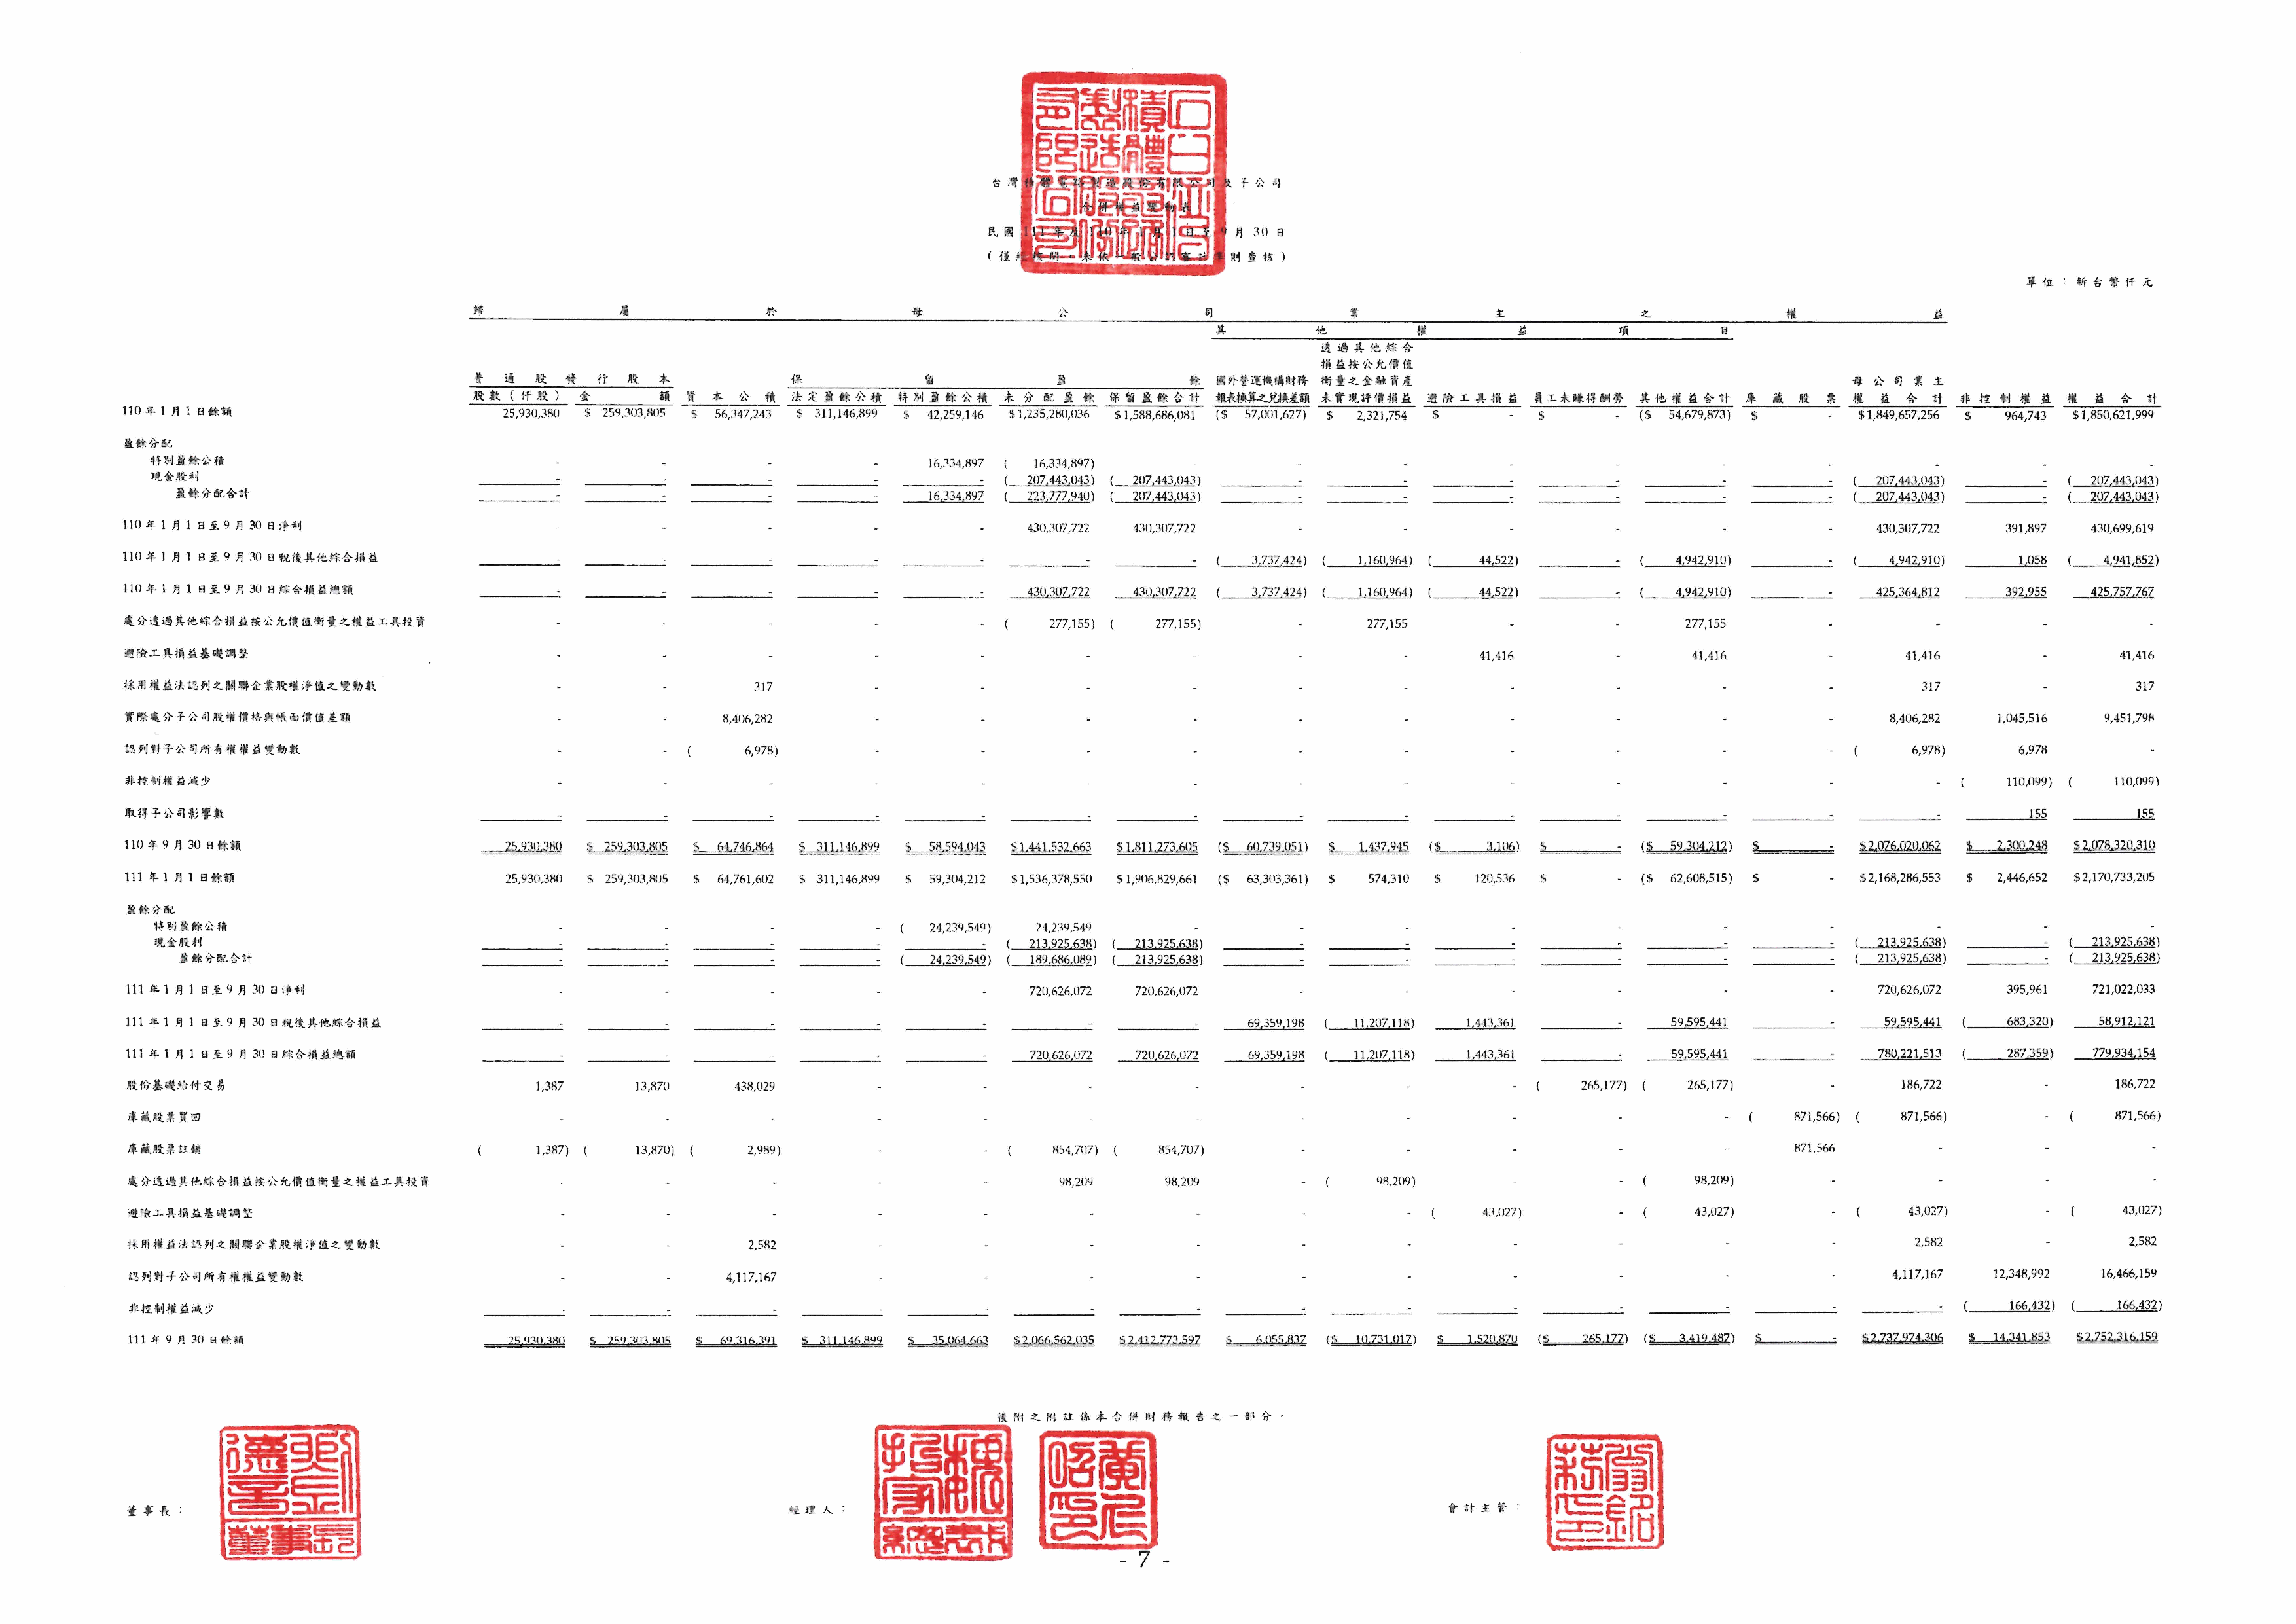 台灣積體電路製造股份有限公司及子公司
合併權益變動表
民國 111 年及 110 年 1 月 1 日至 9 月 30 日
(僅經核閱，未依一般公認審計準則查核)
單位：新台幣仟元
歸 屬 於 母 公 司 業 主 之 權 益
其 他 權 益 項 目
透過其他綜合
損益按公允價值
普 通 股 發 行 股 本 保 留 盈 餘 國外營運機構財務 衡量之金融資產 母公司業主
股數(仟股) 金 額 資本公積 法定盈餘公積 特別盈餘公積 未分配盈餘 保留盈餘合計 報表換算之兌換差額 未實現評價損益 避險工具損益 員工未賺得酬勞 其他權益合計 庫藏股票 權益合計 非控制權益 權益合計
110 年 1 月 1 日餘額 25,930,380 $ 259,303,805 $ 56,347,243 $ 311,146,899 $ 42,259,146 $1,235,280,036 $1,588,686,081 ($ 57,001,627) $ 2,321,754 $ - $ - ($ 54,679,873) $ - $1,849,657,256 $ 964,743 $1,850,621,999
盈餘分配
特別盈餘公積 - - - - 16,334,897 ( 16,334,897) - - - - - - - - - -
現金股利 - - - - - ( 207,443,043) ( 207,443,043) - - - - - - ( 207,443,043) - ( 207,443,043)
盈餘分配合計 - - - - 16,334,897 ( 223,777,940) ( 207,443,043) - - - - - - ( 207,443,043) - ( 207,443,043)
110 年 1 月 1 日至 9 月 30 日淨利 - - - - - 430,307,722 430,307,722 - - - - - - 430,307,722 391,897 430,699,619
110 年 1 月 1 日至 9 月 30 日稅後其他綜合損益 - - - - - - - ( 3,737,424) ( 1,160,964) ( 44,522) - ( 4,942,910) - ( 4,942,910) 1,058 ( 4,941,852)
110 年 1 月 1 日至 9 月 30 日綜合損益總額 - - - - - 430,307,722 430,307,722 ( 3,737,424) ( 1,160,964) ( 44,522) - ( 4,942,910) - 425,364,812 392,955 425,757,767
處分透過其他綜合損益按公允價值衡量之權益工具投資 - - - - - ( 277,155) ( 277,155) - 277,155 - - 277,155 - - - -
避險工具損益基礎調整 - - - - - - - - - 41,416 - 41,416 - 41,416 - 41,416
採用權益法認列之關聯企業股權淨值之變動數 - - 317 - - - - - - - - - - 317 - 317
實際處分子公司股權價格與帳面價值差額 - - 8,406,282 - - - - - - - - - - 8,406,282 1,045,516 9,451,798
認列對子公司所有權權益變動數 - - ( 6,978) - - - - - - - - - - ( 6,978) 6,978 -
非控制權益減少 - - - - - - - - - - - - - - ( 110,099) ( 110,099)
取得子公司影響數 - - - - - - - - - - - - - - 155 155
110 年 9 月 30 日餘額 25,930,380 $ 259,303,805 $ 64,746,864 $ 311,146,899 $ 58,594,043 $1,441,532,663 $1,811,273,605 ($ 60,739,051) $ 1,437,945 ($ 3,106) $ - ($ 59,304,212) $ - $2,076,020,062 $ 2,300,248 $2,078,320,310
111 年 1 月 1 日餘額 25,930,380 $ 259,303,805 $ 64,761,602 $ 311,146,899 $ 59,304,212 $1,536,378,550 $1,906,829,661 ($ 63,303,361) $ 574,310 $ 120,536 $ - ($ 62,608,515) $ - $2,168,286,553 $ 2,446,652 $2,170,733,205
盈餘分配
特別盈餘公積 - - - - ( 24,239,549) 24,239,549 - - - - - - - - - -
現金股利 - - - - - ( 213,925,638) ( 213,925,638) - - - - - - ( 213,925,638) - ( 213,925,638)
盈餘分配合計 - - - - ( 24,239,549) ( 189,686,089) ( 213,925,638) - - - - - - ( 213,925,638) - ( 213,925,638)
111 年 1 月 1 日至 9 月 30 日淨利 - - - - - 720,626,072 720,626,072 - - - - - - 720,626,072 395,961 721,022,033
111 年 1 月 1 日至 9 月 30 日稅後其他綜合損益 - - - - - - - 69,359,198 ( 11,207,118) 1,443,361 - 59,595,441 - 59,595,441 ( 683,320) 58,912,121
111 年 1 月 1 日至 9 月 30 日綜合損益總額 - - - - - 720,626,072 720,626,072 69,359,198 ( 11,207,118) 1,443,361 - 59,595,441 - 780,221,513 ( 287,359) 779,934,154
股份基礎給付交易 1,387 13,870 438,029 - - - - - - - ( 265,177) ( 265,177) - 186,722 - 186,722
庫藏股票買回 - - - - - - - - - - - - ( 871,566) ( 871,566) - ( 871,566)
庫藏股票註銷 ( 1,387) ( 13,870) ( 2,989) - - ( 854,707) ( 854,707) - - - - - 871,566 - - -
處分透過其他綜合損益按公允價值衡量之權益工具投資 - - - - - 98,209 98,209 - ( 98,209) - - ( 98,209) - - - -
避險工具損益基礎調整 - - - - - - - - - ( 43,027) - ( 43,027) - ( 43,027) - ( 43,027)
採用權益法認列之關聯企業股權淨值之變動數 - - 2,582 - - - - - - - - - - 2,582 - 2,582
認列對子公司所有權權益變動數 - - 4,117,167 - - - - - - - - - - 4,117,167 12,348,992 16,466,159
非控制權益減少 - - - - - - - - - - - - - - ( 166,432) ( 166,432)
111 年 9 月 30 日餘額 25,930,380 $ 259,303,805 $ 69,316,391 $ 311,146,899 $ 35,064,663 $2,066,562,035 $2,412,773,597 $ 6,055,837 ($ 10,731,017) $ 1,520,870 ($ 265,177) ($ 3,419,487) $ - $2,737,974,306 $ 14,341,853 $2,752,316,159
後附之附註係本合併財務報告之一部分。
董事長：
經理人：
會計主管：
- 7 -